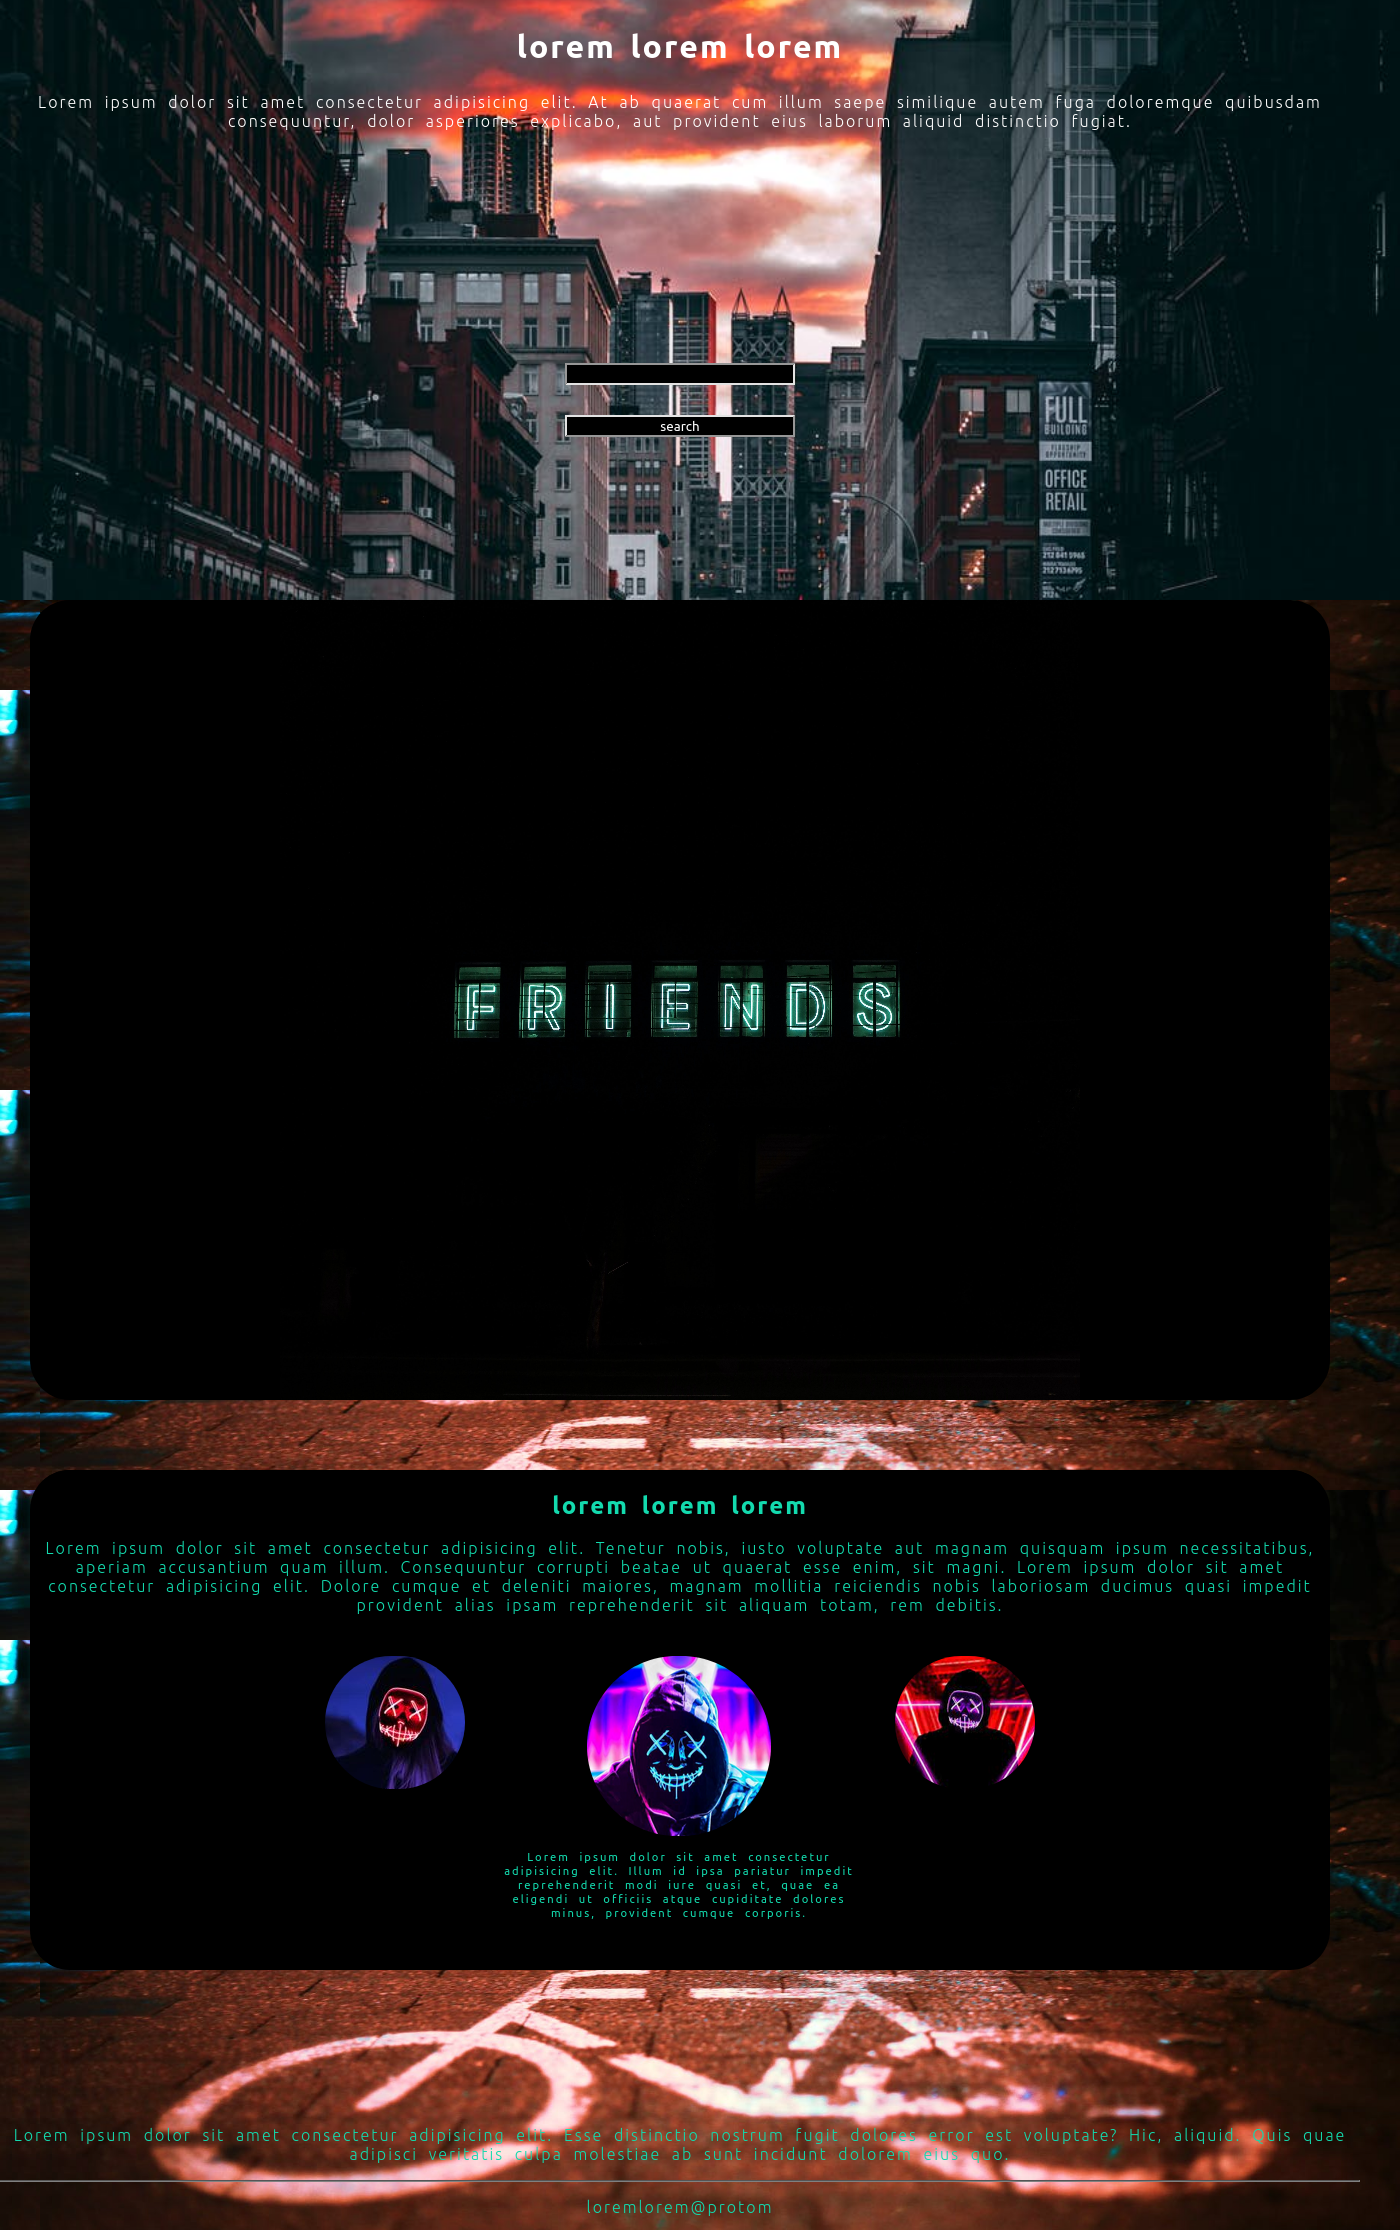 lorem lorem lorem
Lorem ipsum dolor sit amet consectetur adipisicing elit. At ab quaerat cum illum saepe similique autem fuga doloremque quibusdam
consequuntur, dolor asperiores explicabo, aut provident eius laborum aliquid distinctio fugiat.
search
FULL
BUILDING
FLAGSHIP
OPPORTUNITY
OFFICE
RETAIL
212 841 5965
FRIENDS
lorem lorem lorem
Lorem ipsum dolor sit amet consectetur adipisicing elit. Tenetur nobis, iusto voluptate aut magnam quisquam ipsum necessitatibus,
aperiam accusantium quam illum. Consequuntur corrupti beatae ut quaerat esse enim, sit magni. Lorem ipsum dolor sit amet
consectetur adipisicing elit. Dolore cumque et deleniti maiores, magnam mollitia reiciendis nobis laboriosam ducimus quasi impedit
provident alias ipsam reprehenderit sit aliquam totam, rem debitis.
Lorem ipsum dolor sit amet consectetur
adipisicing elit. Illum id ipsa pariatur impedit
reprehenderit modi iure quasi et, quae ea
eligendi ut officiis atque cupiditate dolores
minus, provident cumque corporis.
Lorem ipsum dolor sit amet consectetur adipisicing elit. Esse distinctio nostrum fugit dolores error est voluptate? Hic, aliquid. Quis quae
adipisci veritatis culpa molestiae ab sunt incidunt dolorem eius quo.
loremlorem@protom